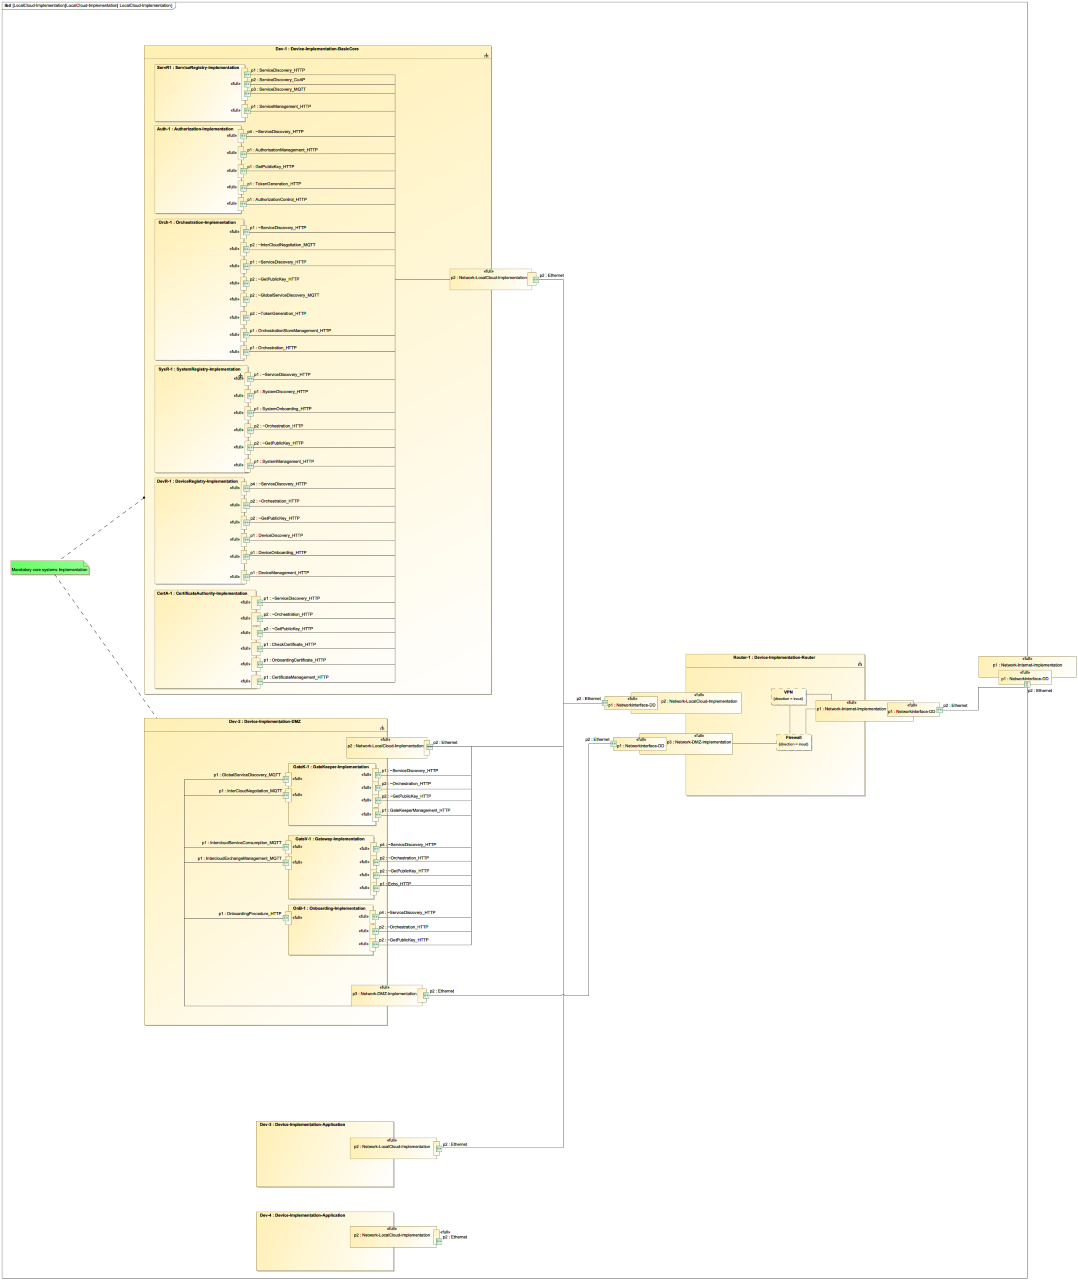 ibd [LocalCloud-Implementation[LocalCloud-Implementation] LocalCloud-Implementation]
Dev-1 : Device-Implementation-BasicCore
ServR1 : ServiceRegistry-Implementation
p1 : ServiceDiscovery_HTTP
p2 : ServiceDiscovery_CoAP
«full»
p3 : ServiceDiscovery_MQTT
p1 : ServiceManagement_HTTP
«full»
Auth-1 : Authorization-Implementation
p4 : ~ServiceDiscovery_HTTP
«full»
p1 : AuthorisationManagement_HTTP
«full»
p1 : GetPublicKey_HTTP
«full»
p1 : TokenGeneration_HTTP
«full»
p1 : AuthorizationControl_HTTP
«full»
Orch-1 : Orchestration-Implementation
p1 : ~ServiceDiscovery_HTTP
«full»
p2 : ~InterCloudNegotiation_MQTT
«full»
p1 : ~ServiceDiscovery_HTTP
«full»
p2 : ~GetPublicKey_HTTP
«full»
p2 : ~GlobalServiceDiscovery_MQTT
«full»
p2 : ~TokenGeneration_HTTP
«full»
p1 : OrchestrationStoreManagement_HTTP
«full»
p1 : Orchestration_HTTP
«full»
«full»
p2 : Network-LocalCloud-Implementation
p2 : Ethernet
SysR-1 : SystemRegistry-Implementation
p1 : ~ServiceDiscovery_HTTP
«full»
p1 : SystemDiscovery_HTTP
«full»
p1 : SystemOnboarding_HTTP
«full»
p2 : ~Orchestration_HTTP
«full»
p2 : ~GetPublicKey_HTTP
«full»
p1 : SystemManagement_HTTP
«full»
DevR-1 : DeviceRegistry-Implementation
p4 : ~ServiceDiscovery_HTTP
«full»
p2 : ~Orchestration_HTTP
«full»
p2 : ~GetPublicKey_HTTP
«full»
p1 : DeviceDiscovery_HTTP
«full»
p1 : DeviceOnboarding_HTTP
«full»
p1 : DeviceManagement_HTTP
«full»
Mandatory core systems Implementation
CertA-1 : CertificateAuthority-Implementation
p1 : ~ServiceDiscovery_HTTP
«full»
p2 : ~Orchestration_HTTP
«full»
p2 : ~GetPublicKey_HTTP
«full»
p1 : CheckCertificate_HTTP
«full»
p1 : OnboardingCertificate_HTTP
«full»
p1 : CertificateManagement_HTTP
«full»
Router-1 : Device-Implementation-Router
p2 : Ethernet
«full»
p1 : NetworkInterface-DD
«full»
p2 : Network-LocalCloud-Implementation
VPN
{direction = inout}
«full»
p1 : Network-Internet-Implementation
«full»
p1 : NetworkInterface-DD
p2 : Ethernet
«full»
p1 : Network-Internet-Implementation
«full»
p1 : NetworkInterface-DD
p2 : Ethernet
p2 : Ethernet
«full»
p1 : NetworkInterface-DD
«full»
p3 : Network-DMZ-Implementation
Firewall
{direction = inout}
Dev-2 : Device-Implementation-DMZ
«full»
p2 : Network-LocalCloud-Implementation
p2 : Ethernet
GateK-1 : GateKeeper-Implementation
p1 : GlobalServiceDiscovery_MQTT
«full»
p1 : InterCloudNegotiation_MQTT
«full»
p1 : ~ServiceDiscovery_HTTP
«full»
p2 : ~Orchestration_HTTP
«full»
p2 : ~GetPublicKey_HTTP
«full»
p1 : GateKeeperManagement_HTTP
«full»
GateW-1 : Gateway-Implementation
p1 : IntercloudServiceConsumption_MQTT
«full»
p1 : IntercloudExchangeManagement_MQTT
«full»
p4 : ~ServiceDiscovery_HTTP
«full»
p2 : ~Orchestration_HTTP
«full»
p2 : ~GetPublicKey_HTTP
«full»
p1 : Echo_HTTP
«full»
OnB-1 : Onboarding-Implementation
p1 : OnboardingProcedure_HTTP
«full»
p4 : ~ServiceDiscovery_HTTP
«full»
p2 : ~Orchestration_HTTP
«full»
p2 : ~GetPublicKey_HTTP
«full»
«full»
p3 : Network-DMZ-Implementation
p2 : Ethernet
Dev-3 : Device-Implementation-Application
«full»
p2 : Network-LocalCloud-Implementation
p2 : Ethernet
Dev-4 : Device-Implementation-Application
«full»
p2 : Network-LocalCloud-Implementation
«full»
p2 : Ethernet